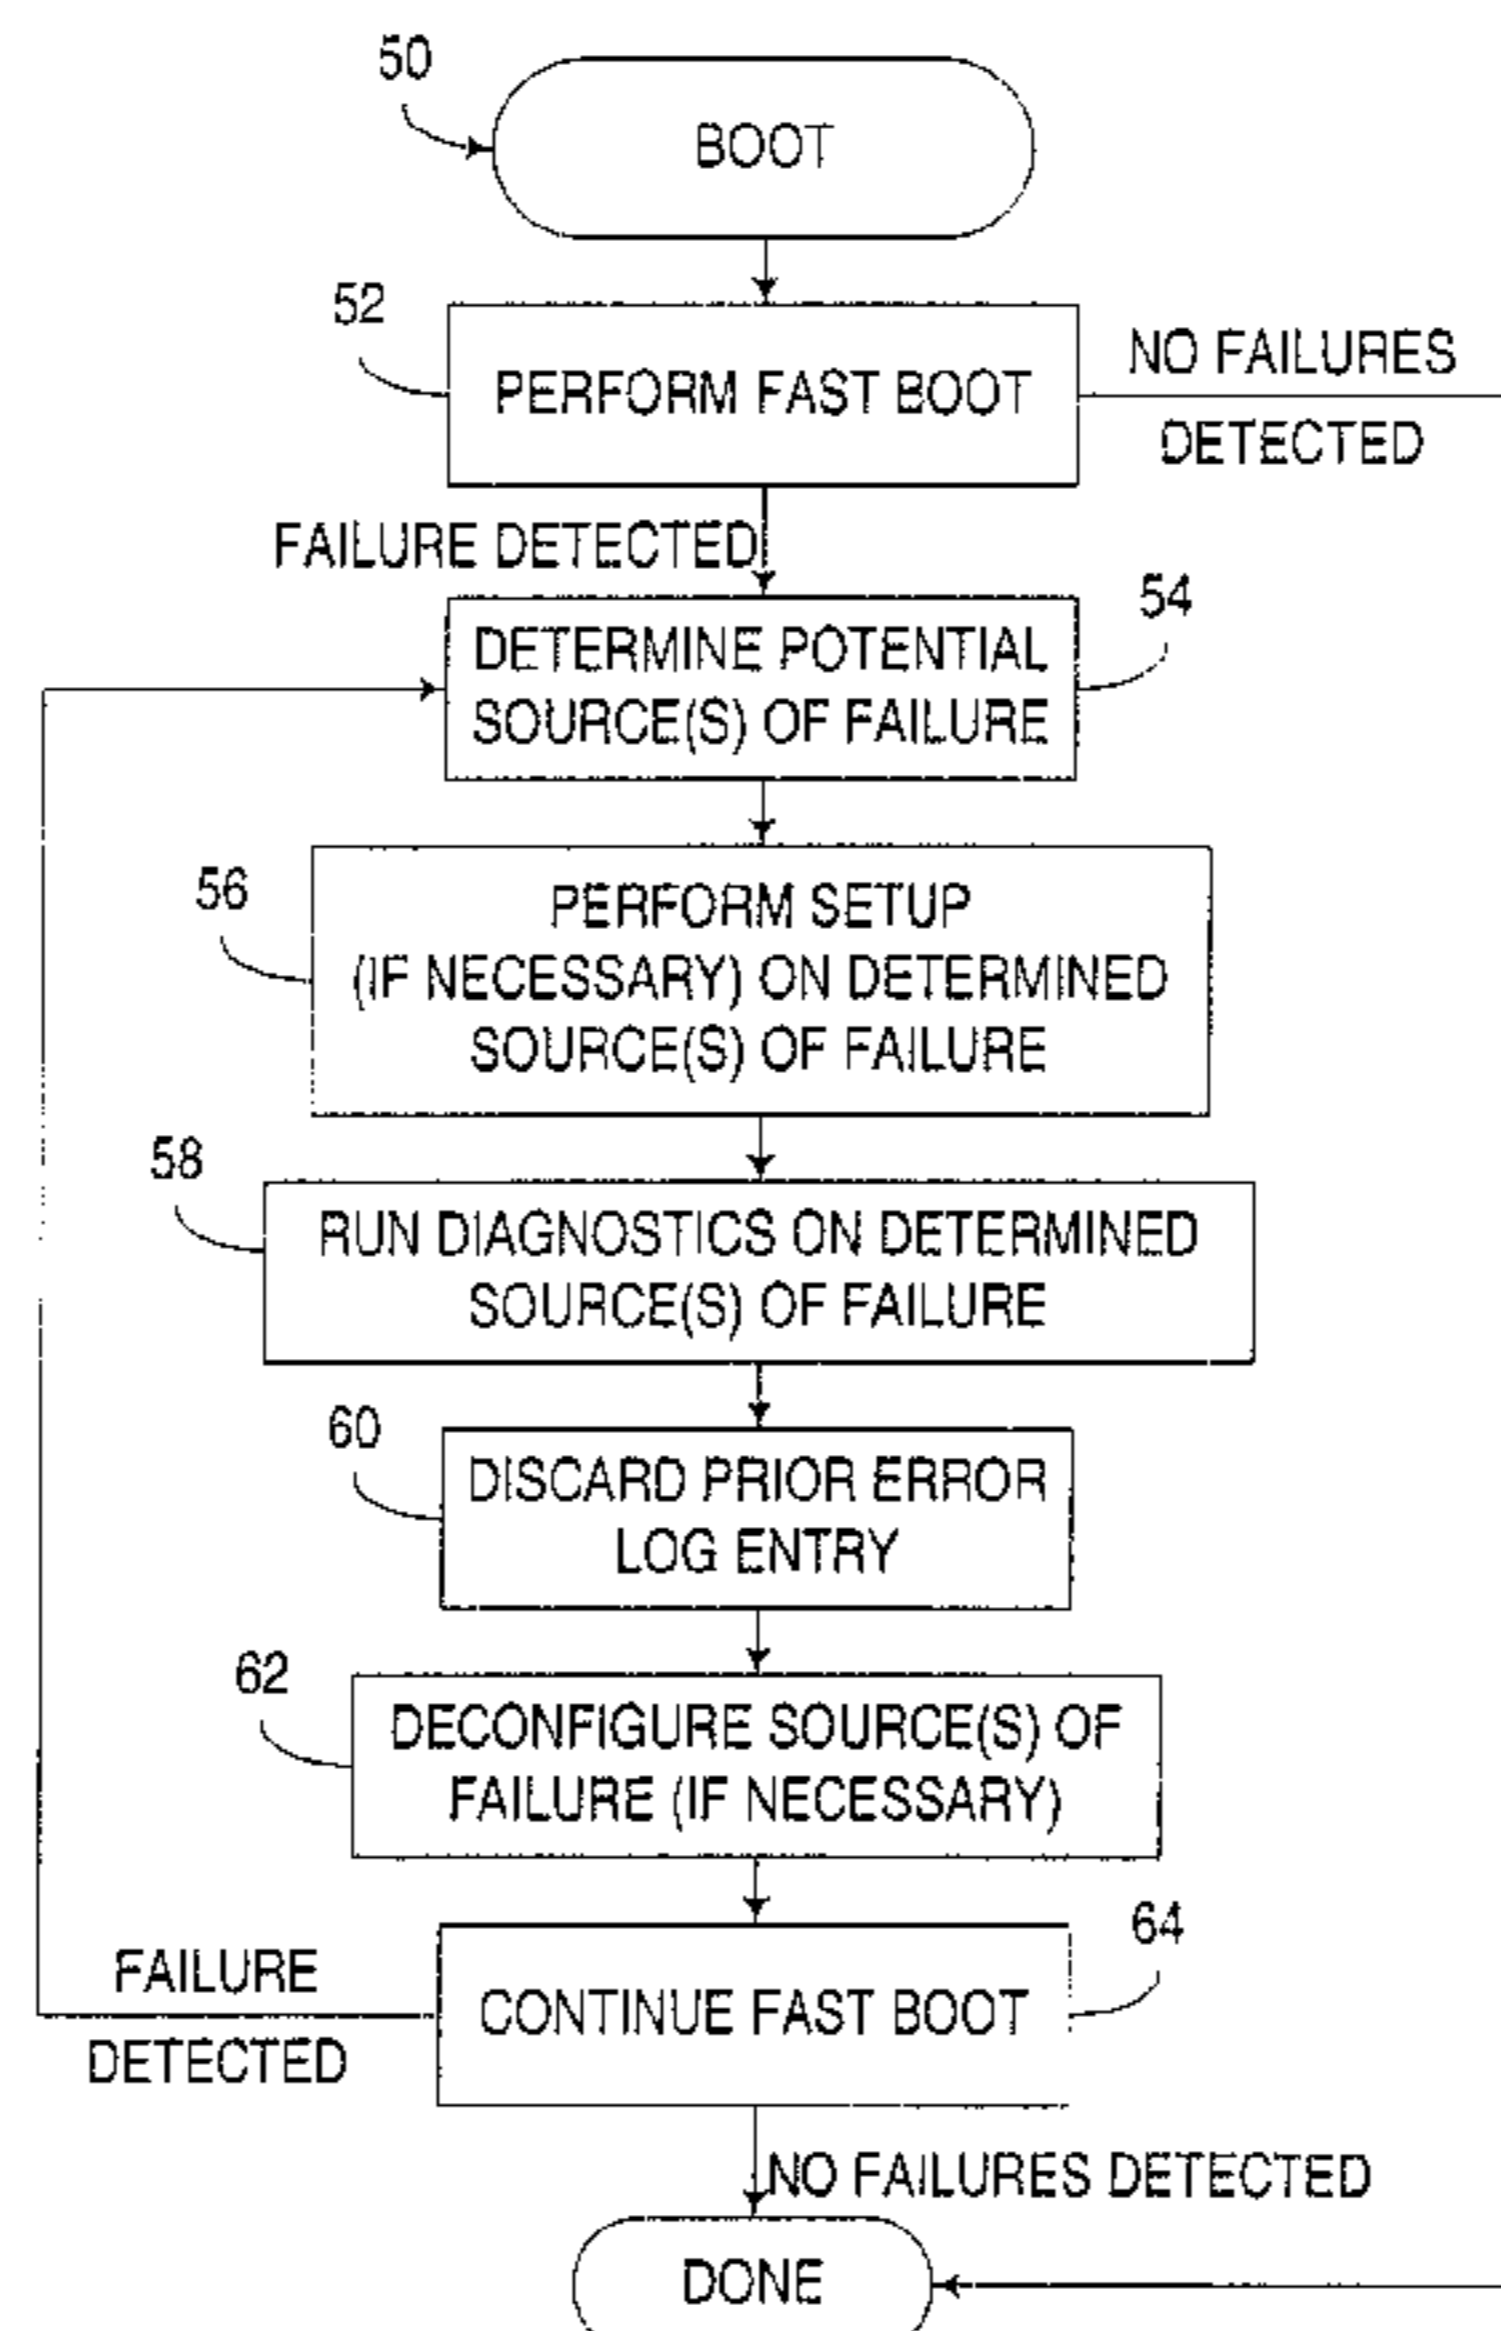 50
BOOT
52
PERFORM FAST BOOT
NO FAILURES
DETECTED
FAILURE DETECTED
54
DETERMINE POTENTIAL
SOURCE(S) OF FAILURE
56
PERFORM SETUP
(IF NECESSARY) ON DETERMINED
SOURCE(S) OF FAILURE
58
RUN DIAGNOSTICS ON DETERMINED
SOURCE(S) OF FAILURE
60
DISCARD PRIOR ERROR
LOG ENTRY
62
DECONFIGURE SOURCE(S) OF
FAILURE (IF NECESSARY)
64
FAILURE
DETECTED
CONTINUE FAST BOOT
NO FAILURES DETECTED
DONE